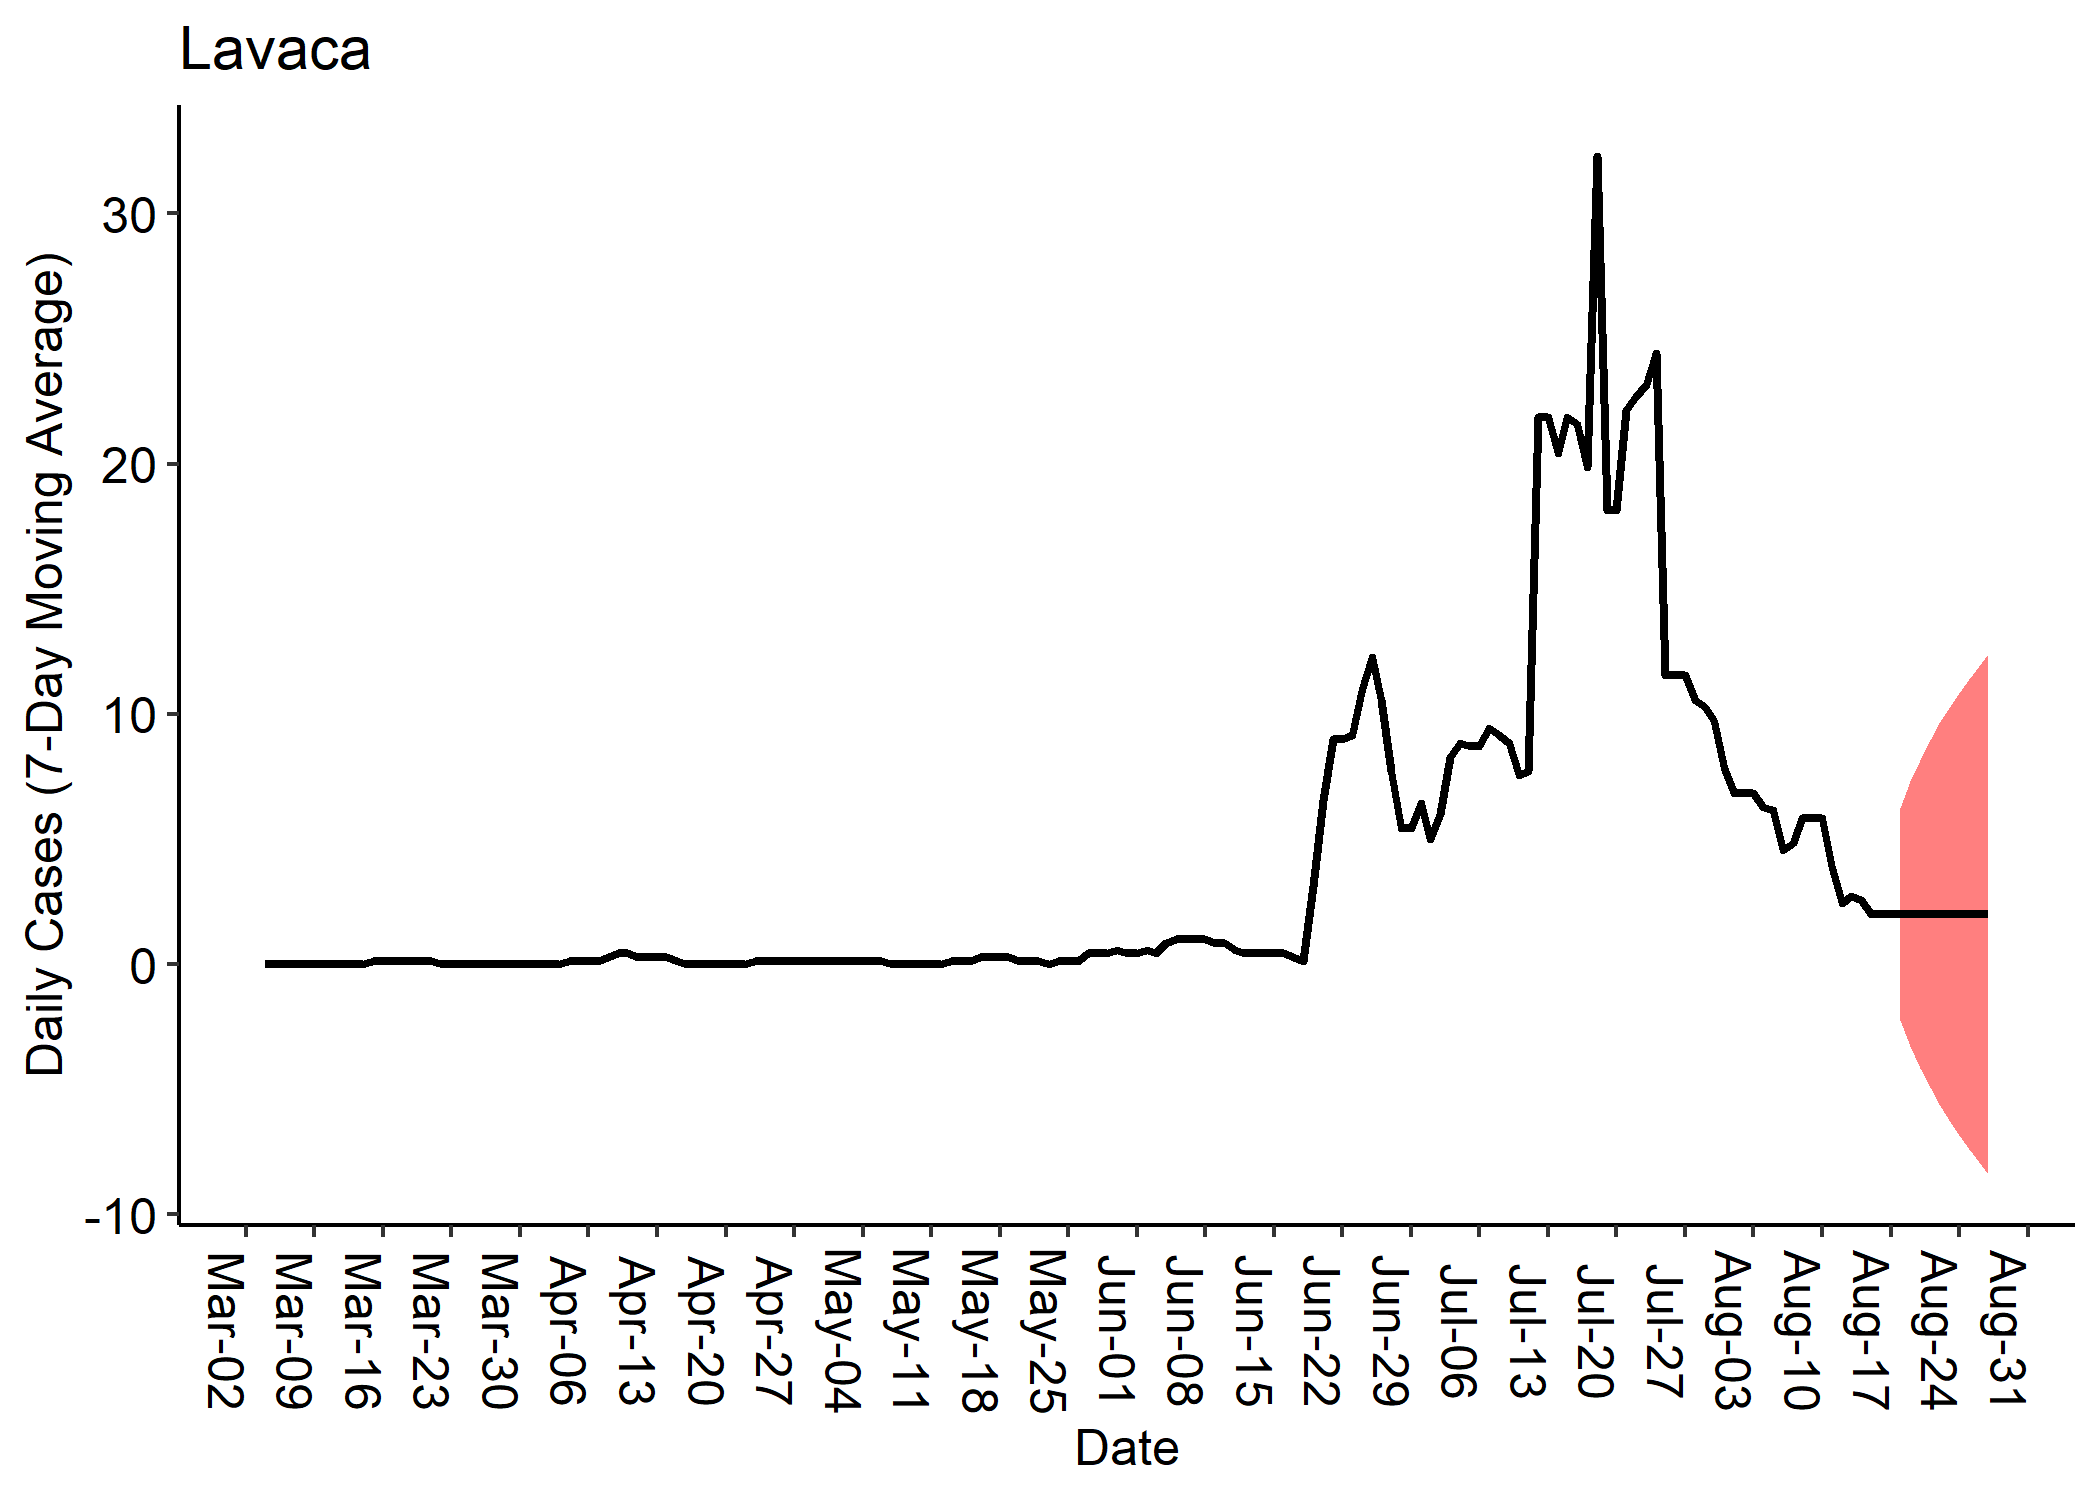 Lavaca
Daily Cases (7-Day Moving Average)
30
20
10
0
-10
Mar-02
Mar-09
Mar-16
Mar-23
Mar-30
Apr-06
Apr-13
Apr-20
Apr-27
May-04
May-11
May-18
May-25
Jun-01
Jun-08
Jun-15
Jun-22
Jun-29
Jul-06
Jul-13
Jul-20
Jul-27
Aug-03
Aug-10
Aug-17
Aug-24
Aug-31
Date